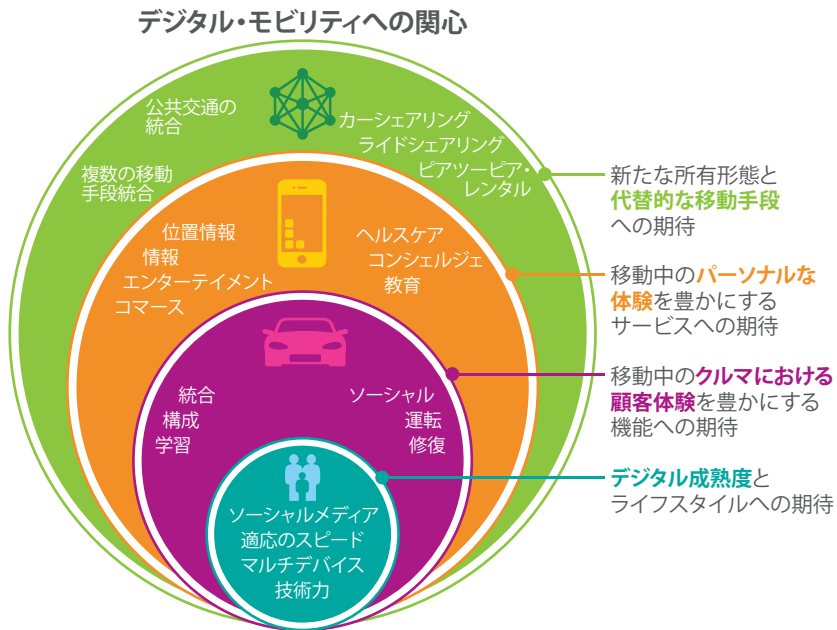 デジタル・モビリティへの関心
公共交通の
統合
複数の移動
手段統合
カーシェアリング
ライドシェアリング
ピアツーピア・
レンタル
位置情報
情報
エンターテイメント
コマース
ヘルスケア
コンシェルジェ
教育
統合
構成
学習
ソーシャル
運転
修復
ソーシャルメディア
適応のスピード
マルチデバイス
技術力
新たな所有形態と
代替的な移動手段
への期待
移動中のパーソナルな
体験を豊かにする
サービスへの期待
移動中のクルマにおける
顧客体験を豊かにする
機能への期待
デジタル成熟度と
ライフスタイルへの期待